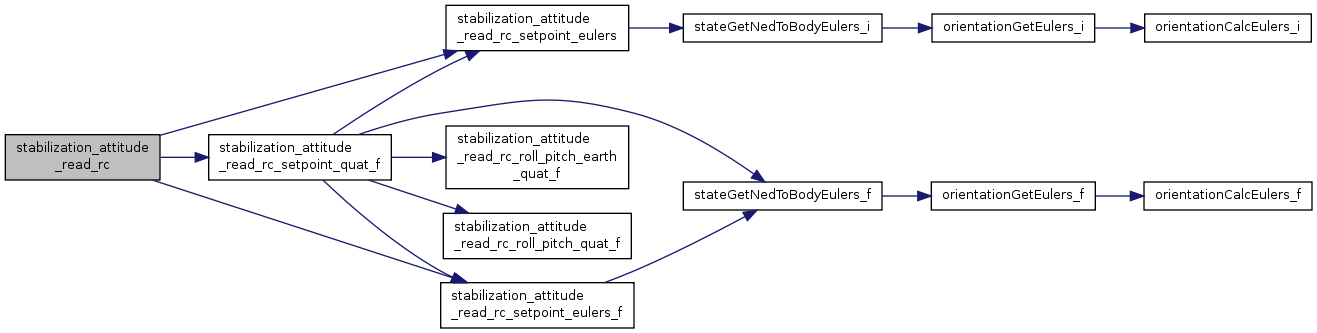 stabilization_attitude
_read_rc
stabilization_attitude
_read_rc_setpoint_quat_f
stabilization_attitude
_read_rc_setpoint_eulers
stabilization_attitude
_read_rc_roll_pitch_earth
_quat_f
stabilization_attitude
_read_rc_roll_pitch_quat_f
stabilization_attitude
_read_rc_setpoint_eulers_f
stateGetNedToBodyEulers_i
orientationGetEulers_i
orientationCalcEulers_i
stateGetNedToBodyEulers_f
orientationGetEulers_f
orientationCalcEulers_f